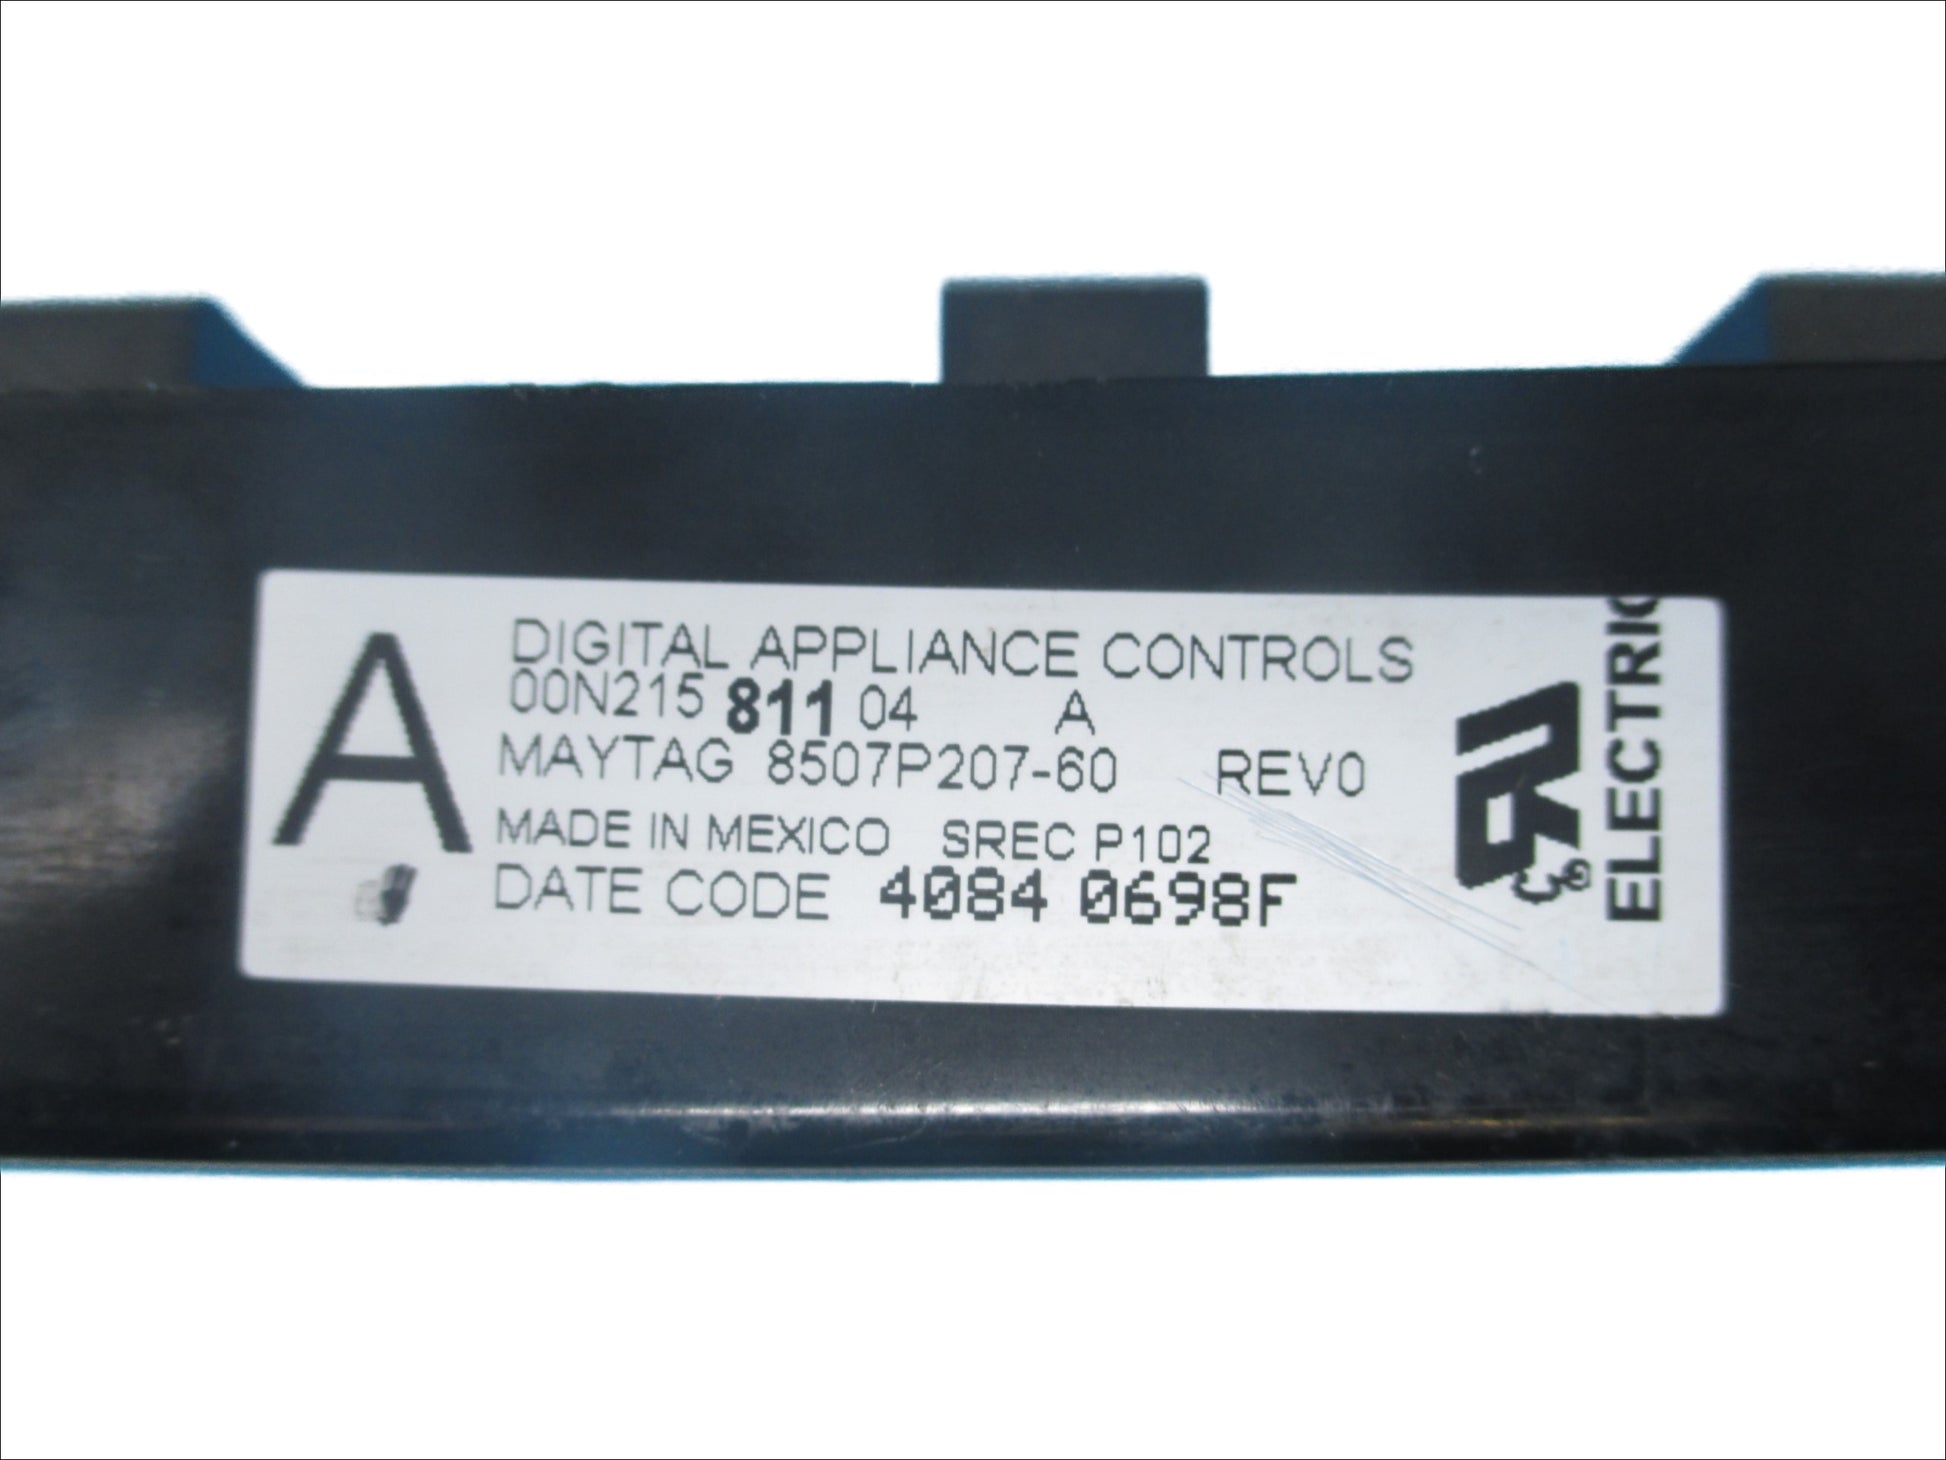 A
DIGITAL APPLIANCE CONTROLS
00N215 811 04 A
MAYTAG 8507P207-60 REV0
MADE IN MEXICO SREC P102
DATE CODE 4084 0698F
ELECTRIC